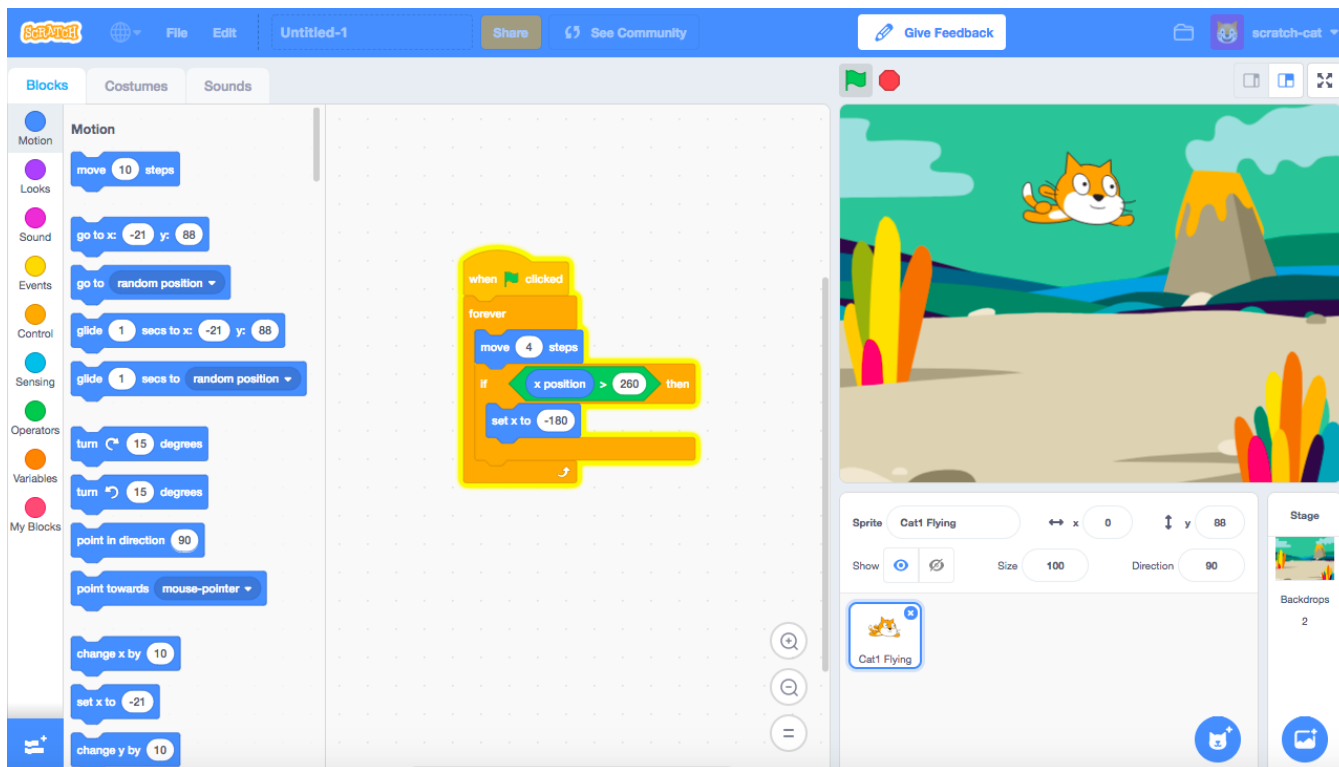 SCRATCH File Edit Untitled-1 Share See Community Give Feedback scratch-cat
Blocks Costumes Sounds
Motion
Looks
Sound
Events
Control
Sensing
Operators
Variables
My Blocks
Motion
move 10 steps
go to x: -21 y: 88
go to random position
glide 1 secs to x: -21 y: 88
glide 1 secs to random position
turn 15 degrees
turn 15 degrees
point in direction 90
point towards mouse-pointer
change x by 10
set x to -21
change y by 10
when clicked
forever
move 4 steps
if x position > 260 then
set x to -180
Sprite Cat1 Flying x 0 y 88
Show Size 100 Direction 90
Cat1 Flying
Stage
Backdrops
2